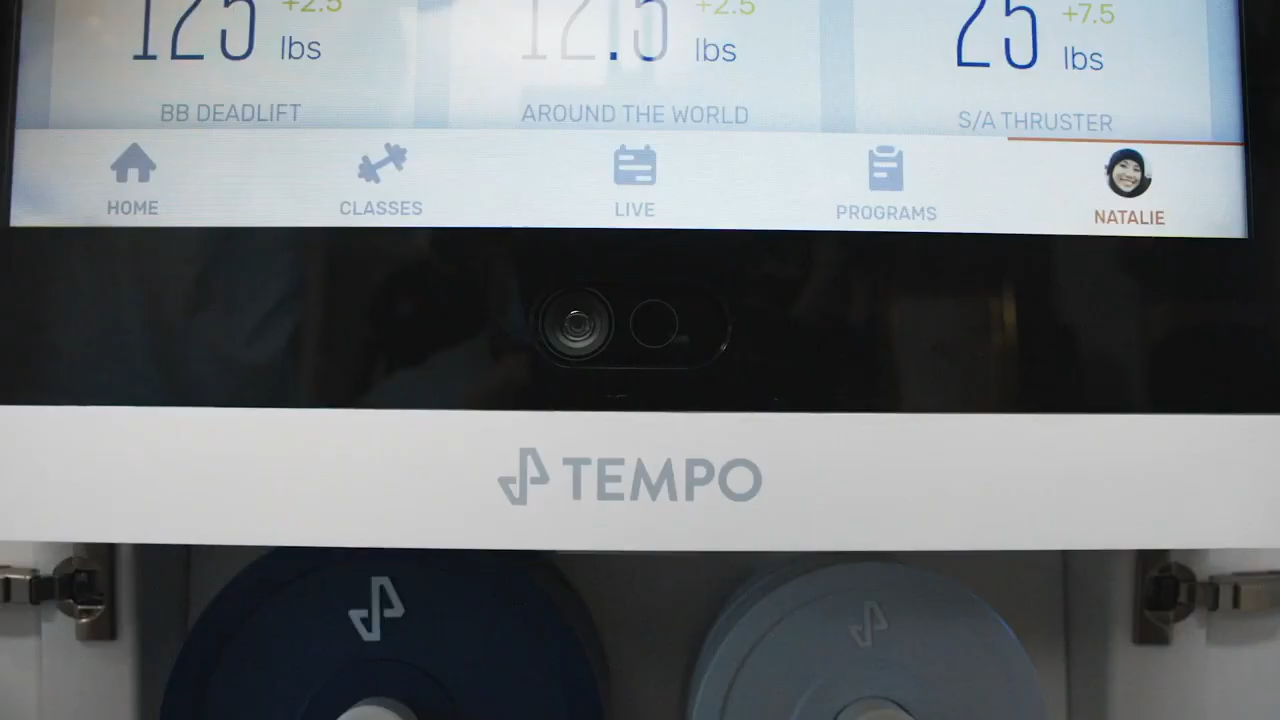 125 +2.5 lbs
12.5 +2.5 lbs
25 +7.5 lbs
BB DEADLIFT
AROUND THE WORLD
S/A THRUSTER
HOME
CLASSES
LIVE
PROGRAMS
NATALIE
TEMPO